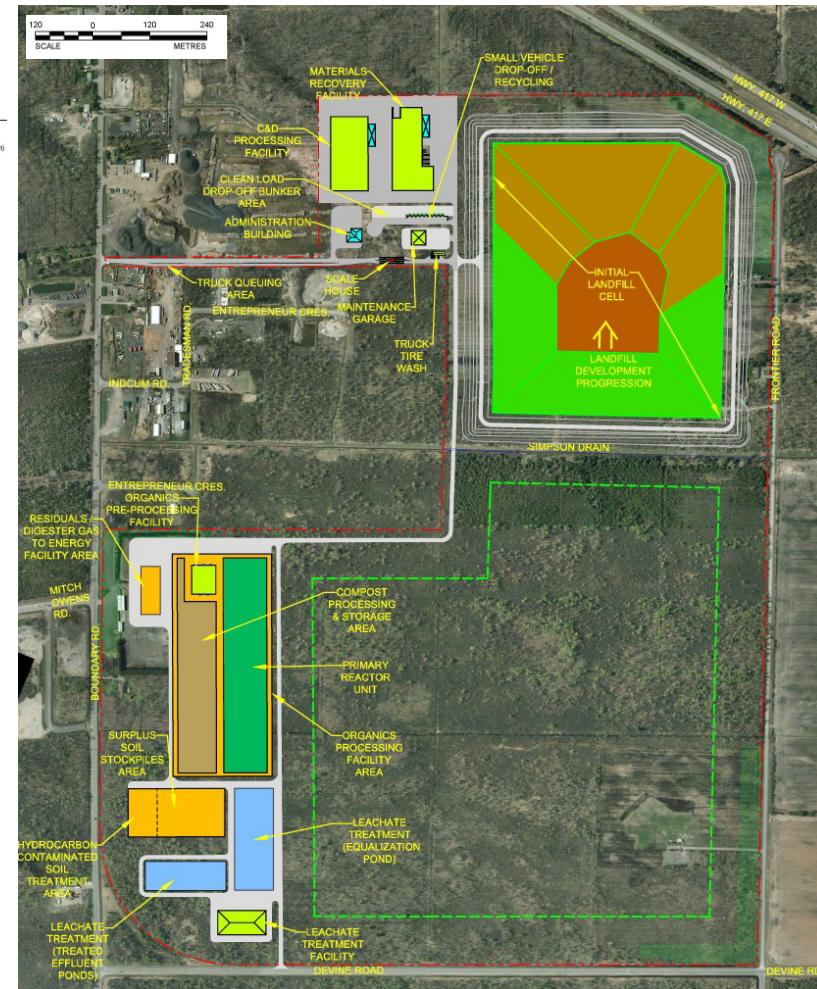 120 0 120 240
SCALE METRES
SMALL VEHICLE
DROP-OFF /
RECYCLING
MATERIALS
RECOVERY
FACILITY
HWY. 417 W
HWY. 417 E
C&D
PROCESSING
FACILITY
CLEAN LOAD
DROP-OFF BUNKER
AREA
ADMINISTRATION
BUILDING
TRUCK QUEUING
AREA
SCALE
HOUSE
MAINTENANCE
GARAGE
ENTREPRENEUR CRES.
TRADESMAN RD.
TRUCK
TIRE
WASH
INITIAL
LANDFILL
CELL
LANDFILL
DEVELOPMENT
PROGRESSION
FRONTIER ROAD.
INDCUM RD.
SIMPSON DRAIN
ENTREPRENEUR CRES.
ORGANICS
PRE-PROCESSING
FACILITY
RESIDUALS /
DIGESTER GAS
TO ENERGY
FACILITY AREA
MITCH
OWENS
RD.
BOUNDARY RD.
COMPOST
PROCESSING
& STORAGE
AREA
PRIMARY
REACTOR
UNIT
ORGANICS
PROCESSING
FACILITY
AREA
SURPLUS
SOIL
STOCKPILES
AREA
HYDROCARBON
CONTAMINATED
SOIL
TREATMENT
AREA
LEACHATE
TREATMENT
(EQUALIZATION
POND)
LEACHATE
TREATMENT
(TREATED
EFFLUENT
PONDS)
LEACHATE
TREATMENT
FACILITY
DEVINE ROAD